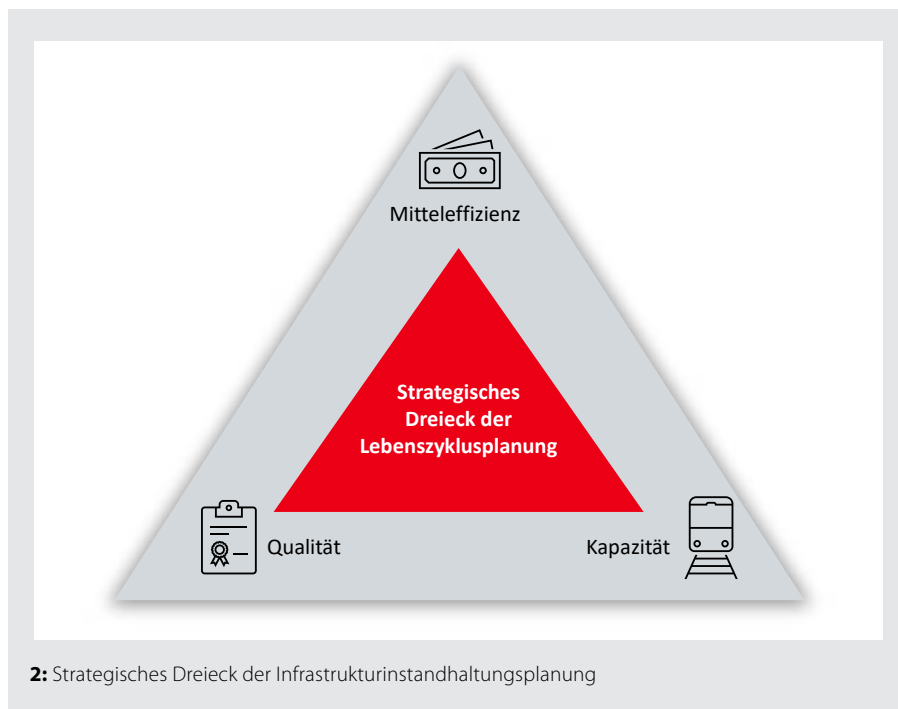 Mitteleffizienz
Strategisches
Dreieck der
Lebenszyklusplanung
Qualität
Kapazität
2: Strategisches Dreieck der Infrastrukturinstandhaltungsplanung